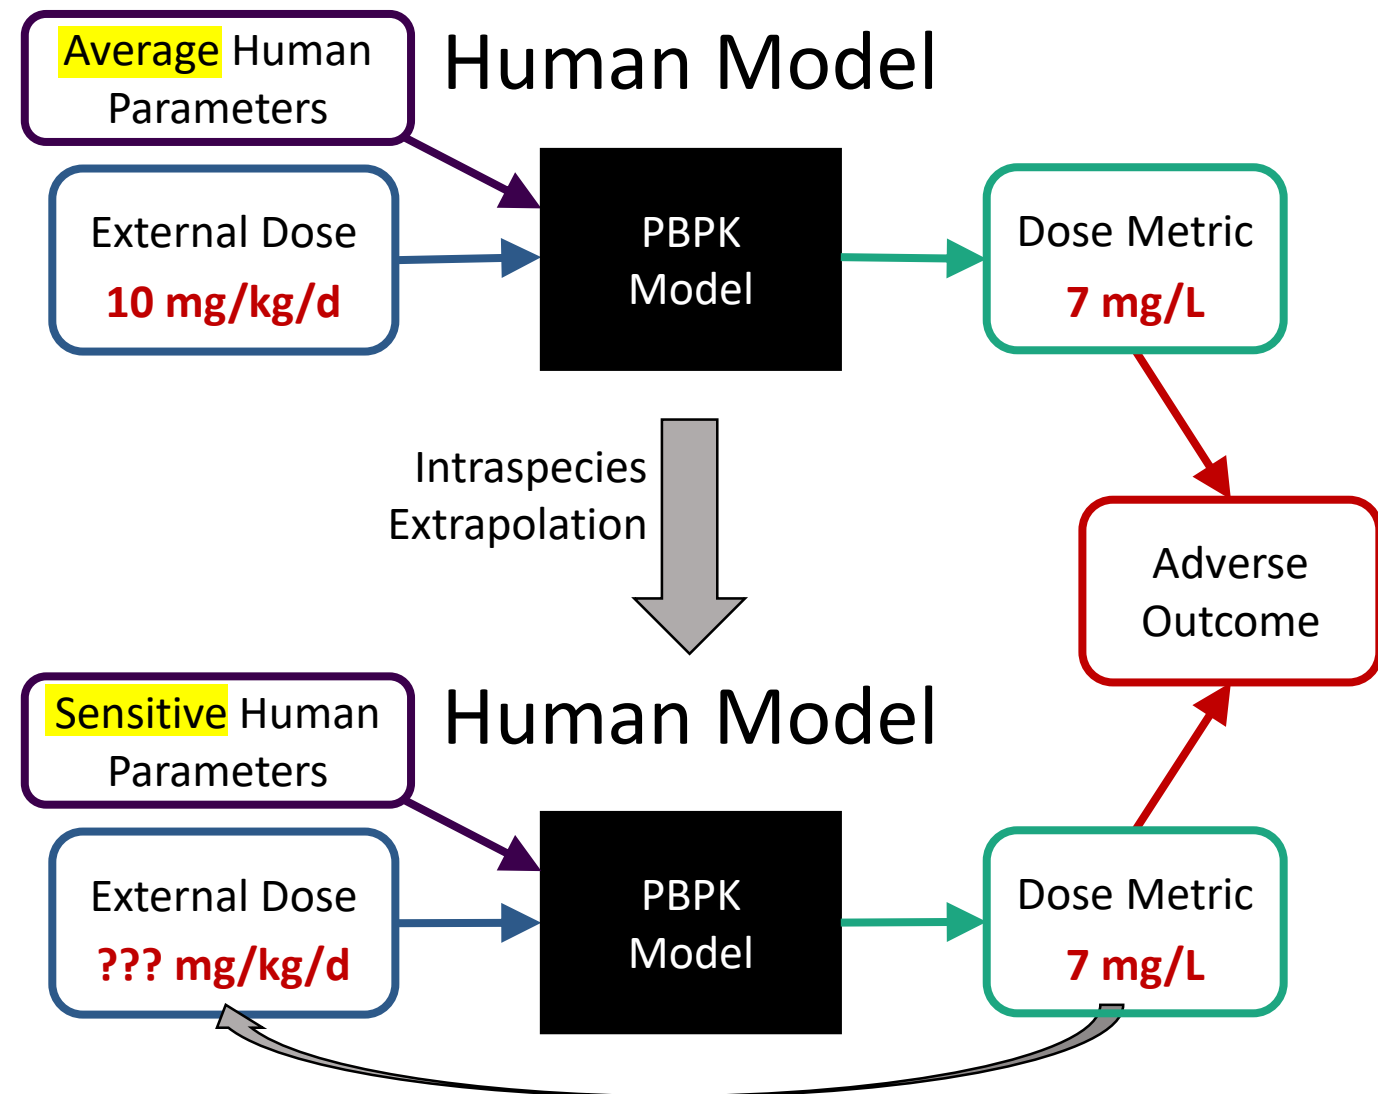 Average Human
Parameters
Human Model
External Dose
10 mg/kg/d
PBPK
Model
Dose Metric
7 mg/L
Intraspecies
Extrapolation
Adverse
Outcome
Sensitive Human
Parameters
Human Model
External Dose
??? mg/kg/d
PBPK
Model
Dose Metric
7 mg/L